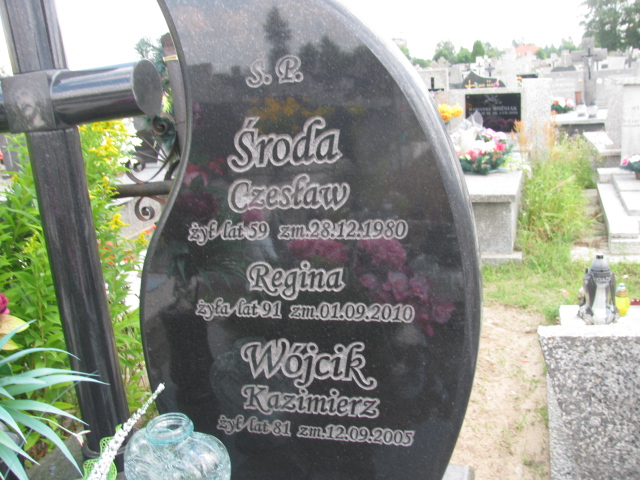 Ś. P.
Środa
Czesław
żył lat 59 zm. 28.12.1980
Regina
żyła lat 91 zm. 01.09.2010
Wójcik
Kazimierz
żył lat 81 zm. 12.09.2005